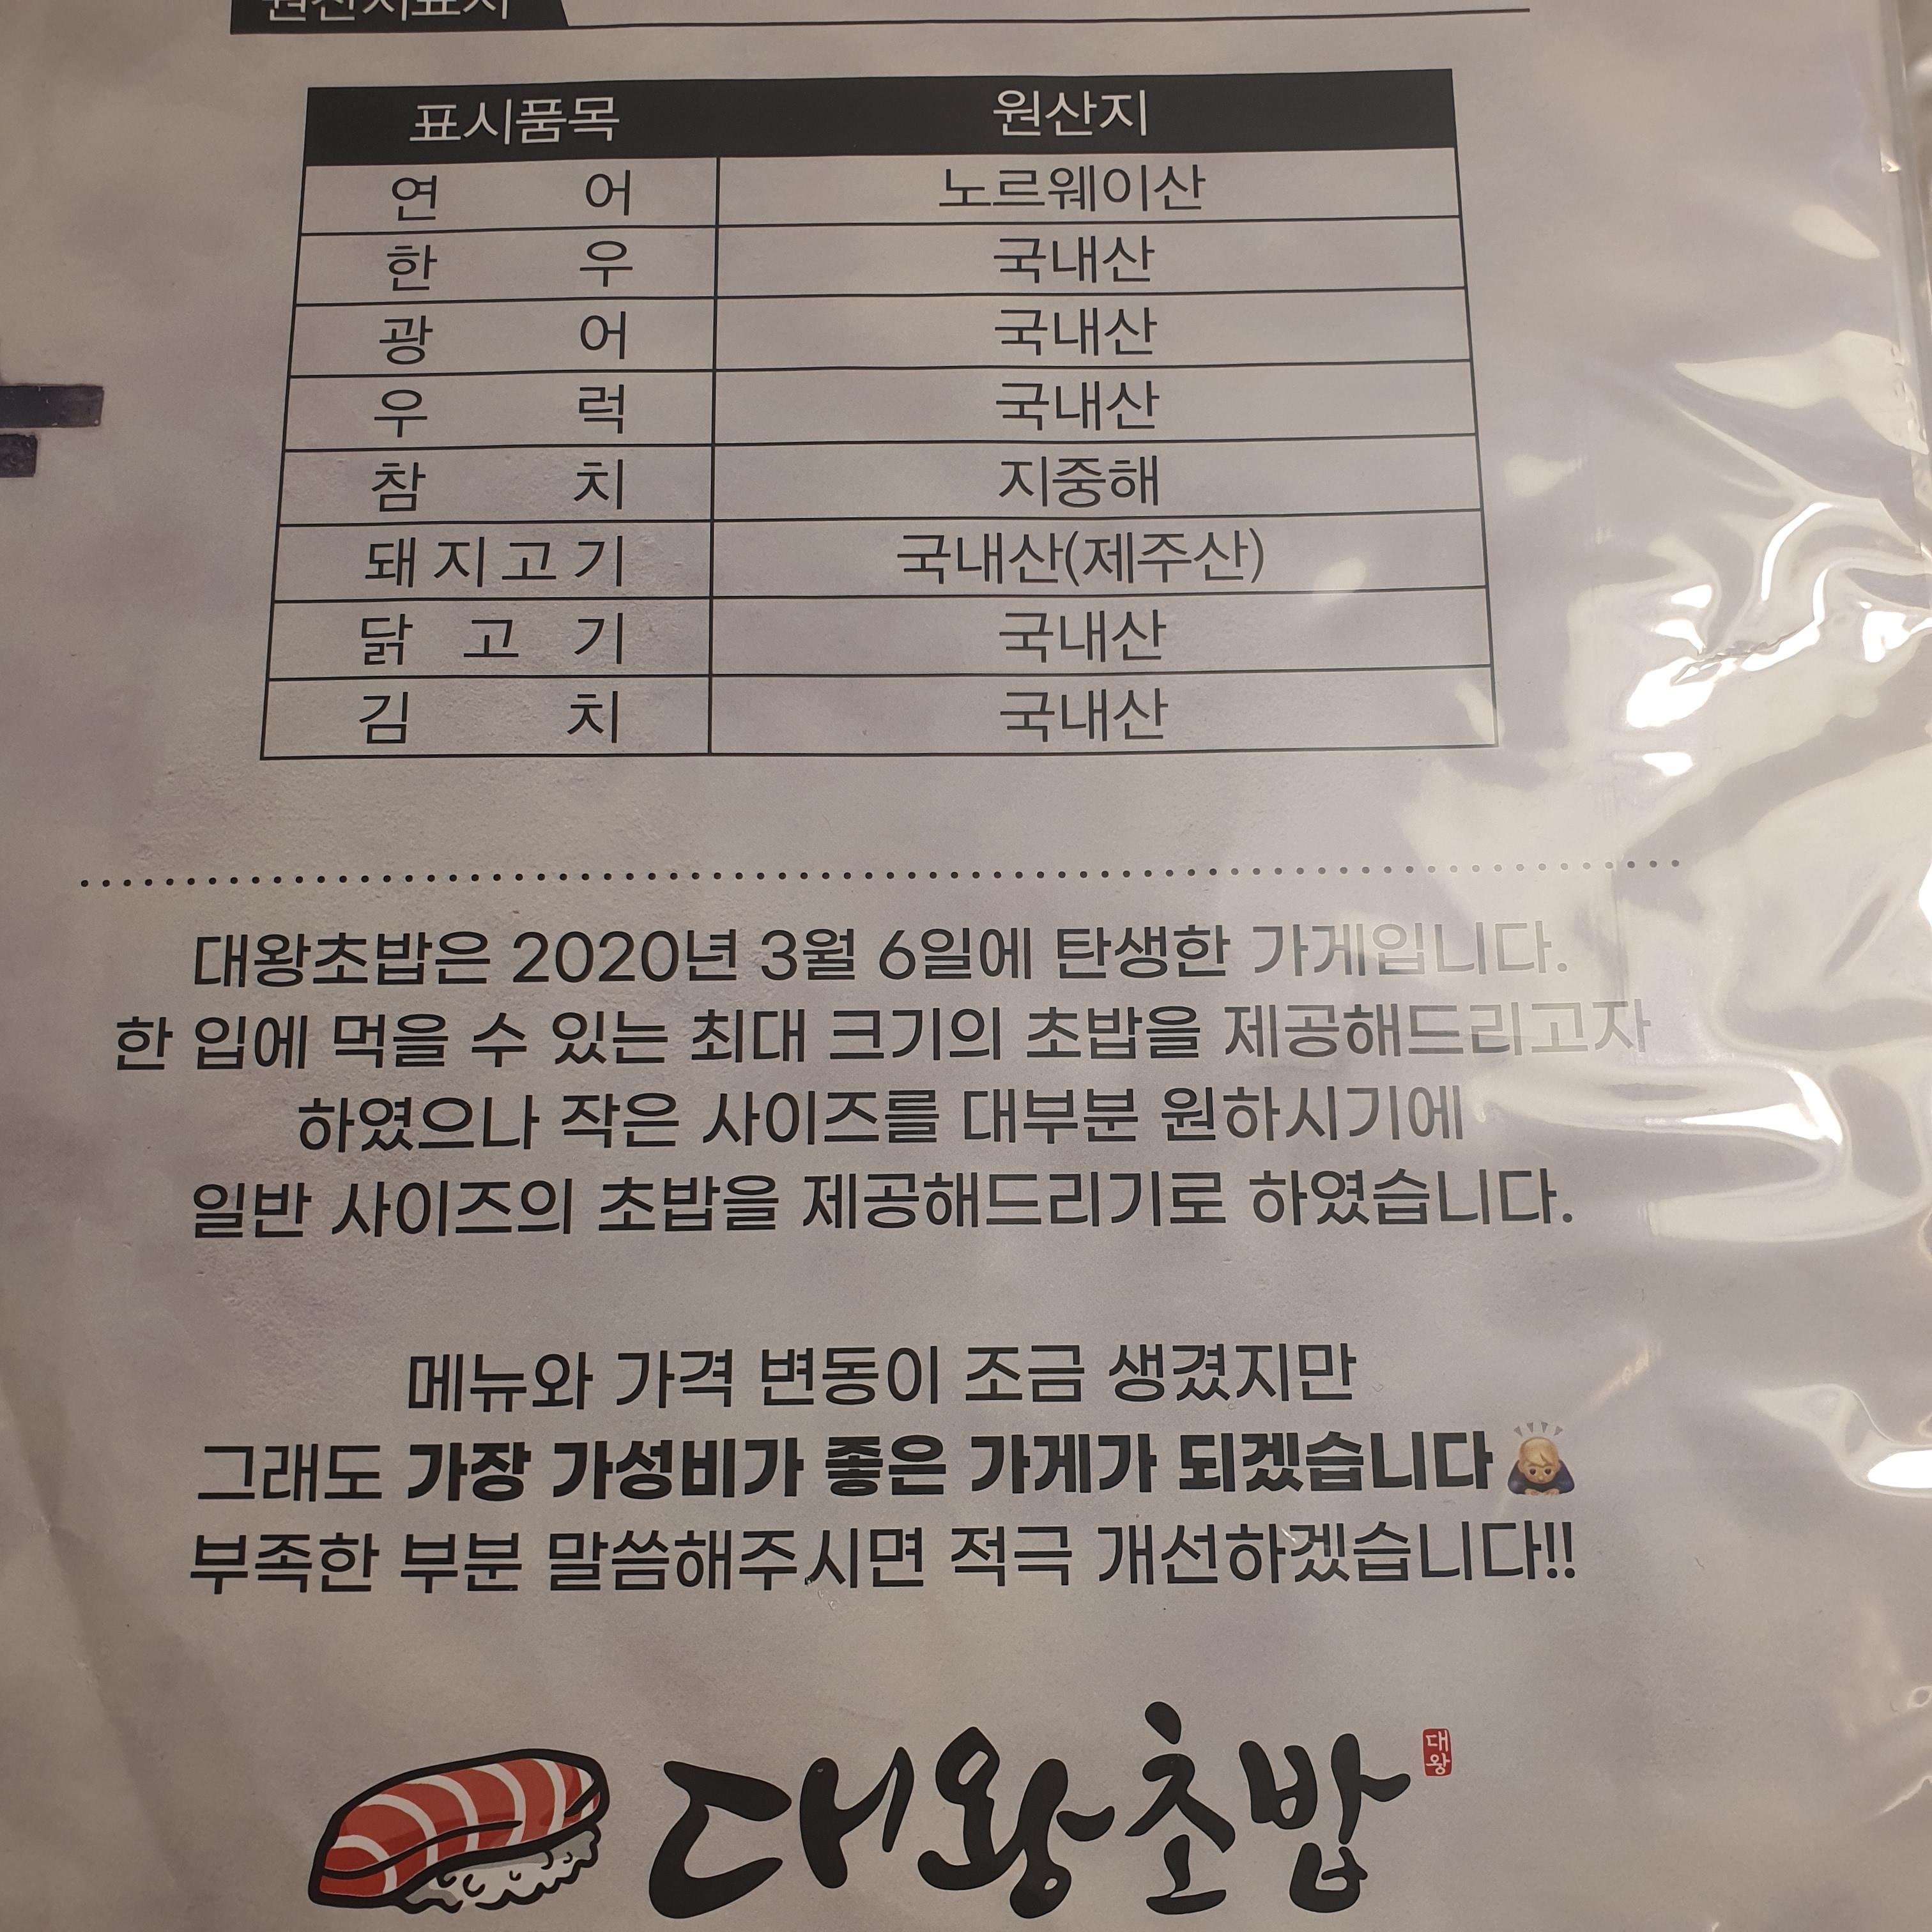 원산지표시
표시품목 원산지
연 어 노르웨이산
한 우 국내산
광 어 국내산
우 럭 국내산
참 치 지중해
돼지고기 국내산(제주산)
닭 고 기 국내산
김 치 국내산
대왕초밥은 2020년 3월 6일에 탄생한 가게입니다.
한 입에 먹을 수 있는 최대 크기의 초밥을 제공해드리고자
하였으나 작은 사이즈를 대부분 원하시기에
일반 사이즈의 초밥을 제공해드리기로 하였습니다.
메뉴와 가격 변동이 조금 생겼지만
그래도 가장 가성비가 좋은 가게가 되겠습니다🙇🏼
부족한 부분 말씀해주시면 적극 개선하겠습니다!!
대왕초밥
대왕